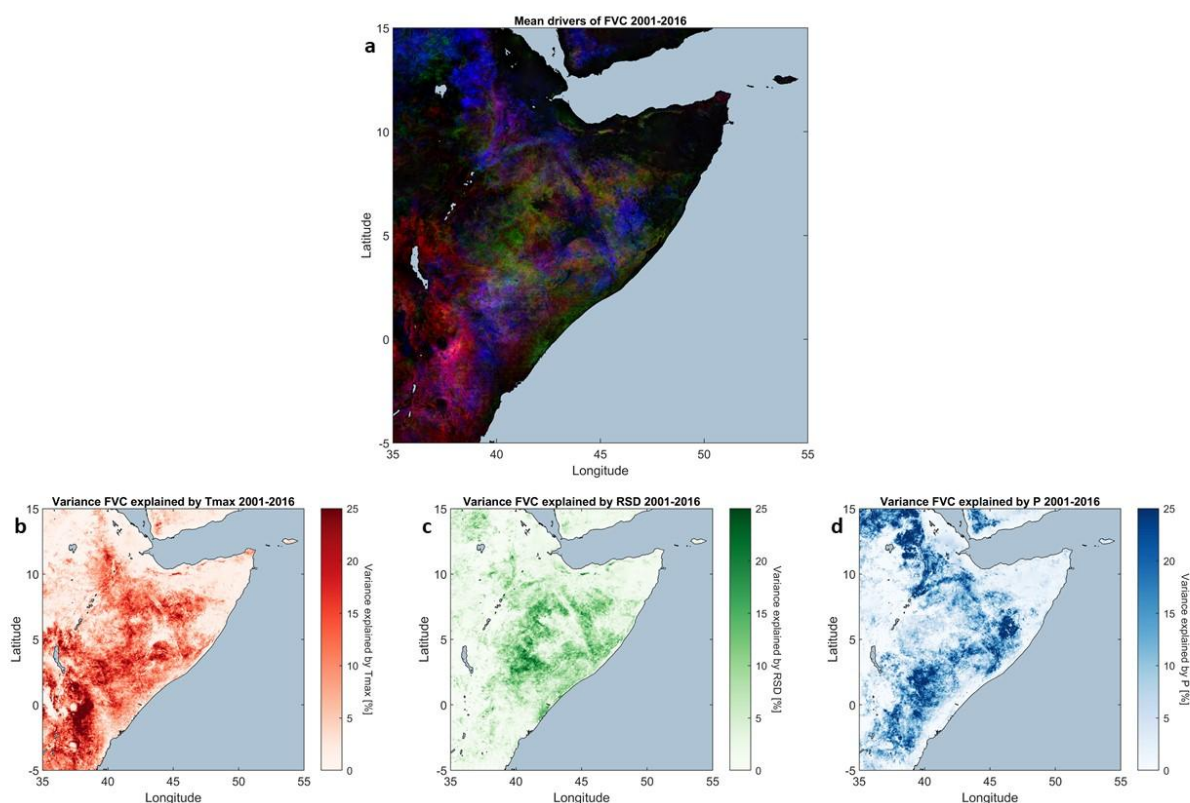 Mean drivers of FVC 2001-2016
a
15
10
5
0
-5
Latitude
35 40 45 50 55
Longitude
Variance FVC explained by Tmax 2001-2016
b
15
10
5
0
-5
Latitude
35 40 45 50 55
Longitude
25
20
15
10
5
0
Variance explained by Tmax [%]
Variance FVC explained by RSD 2001-2016
c
15
10
5
0
-5
Latitude
35 40 45 50 55
Longitude
25
20
15
10
5
0
Variance explained by RSD [%]
Variance FVC explained by P 2001-2016
d
15
10
5
0
-5
Latitude
35 40 45 50 55
Longitude
25
20
15
10
5
0
Variance explained by P [%]